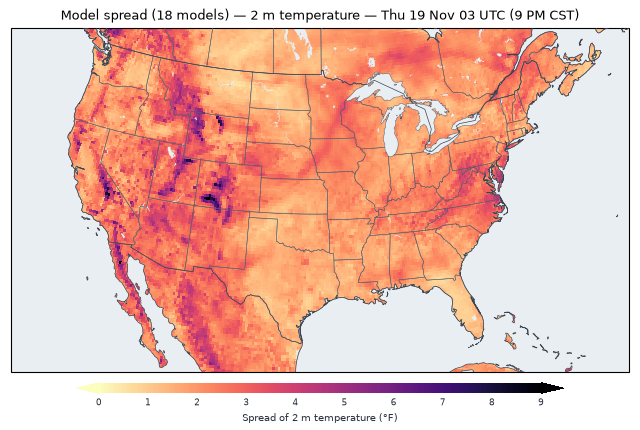 Model spread (18 models) — 2 m temperature — Thu 19 Nov 03 UTC (9 PM CST)
0 1 2 3 4 5 6 7 8 9
Spread of 2 m temperature (°F)